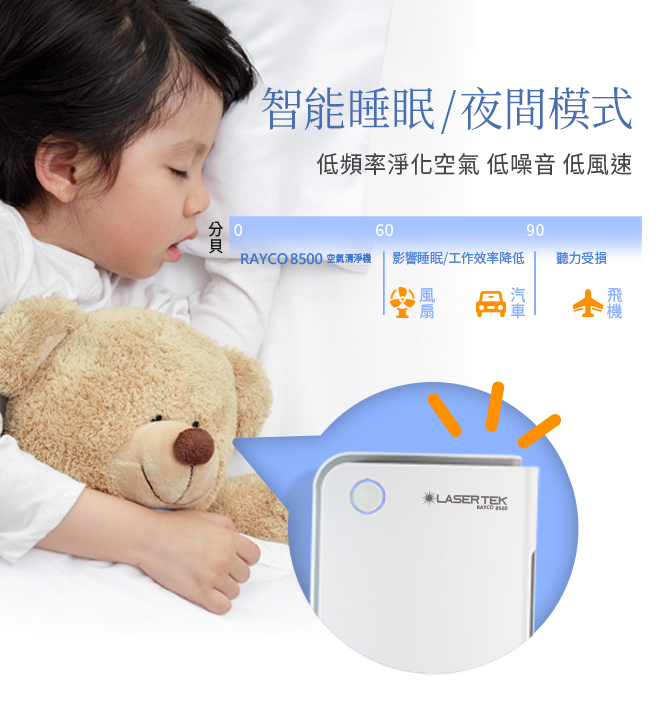 智能睡眠/夜間模式
低頻率淨化空氣 低噪音 低風速
分貝
0 60 90
RAYCO 8500 空氣清淨機 影響睡眠/工作效率降低 聽力受損
風扇 汽車 飛機
LASER TEK
RAYCO 8500